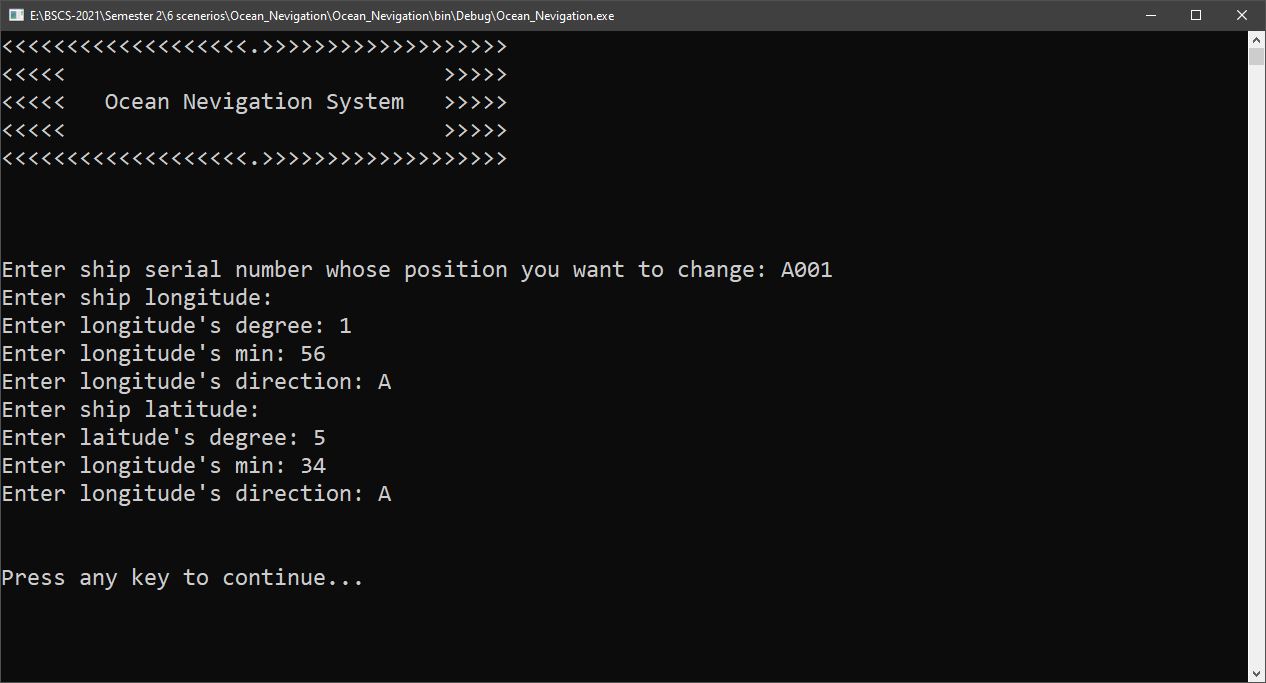 E:\BSCS-2021\Semester 2\6 scenerios\Ocean_Nevigation\Ocean_Nevigation\bin\Debug\Ocean_Nevigation.exe
<<<<<<<<<<<<<<<<<<<.>>>>>>>>>>>>>>>>>>>
<<<<<                             >>>>>
<<<<<   Ocean Nevigation System   >>>>>
<<<<<                             >>>>>
<<<<<<<<<<<<<<<<<<<.>>>>>>>>>>>>>>>>>>>
Enter ship serial number whose position you want to change: A001
Enter ship longitude:
Enter longitude's degree: 1
Enter longitude's min: 56
Enter longitude's direction: A
Enter ship latitude:
Enter laitude's degree: 5
Enter longitude's min: 34
Enter longitude's direction: A
Press any key to continue...